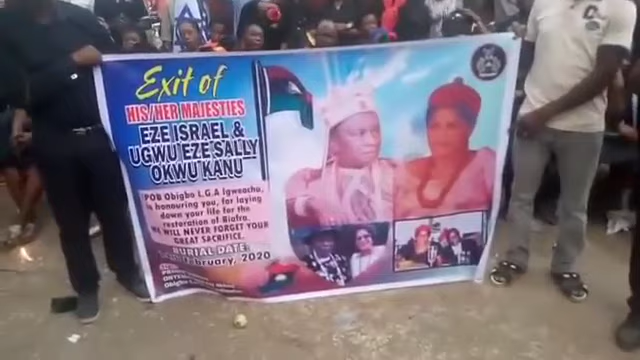 Exit of
HIS/HER MAJESTIES
EZE ISRAEL &
UGWU EZE SALLY
OKWU KANU
POB Obigbo L.G.A Igweocha,
is honouring you, for laying
down your life for the
restoration of Biafra.
WE WILL NEVER FORGET YOUR
GREAT SACRIFICE.
BURIAL DATE:
February, 2020